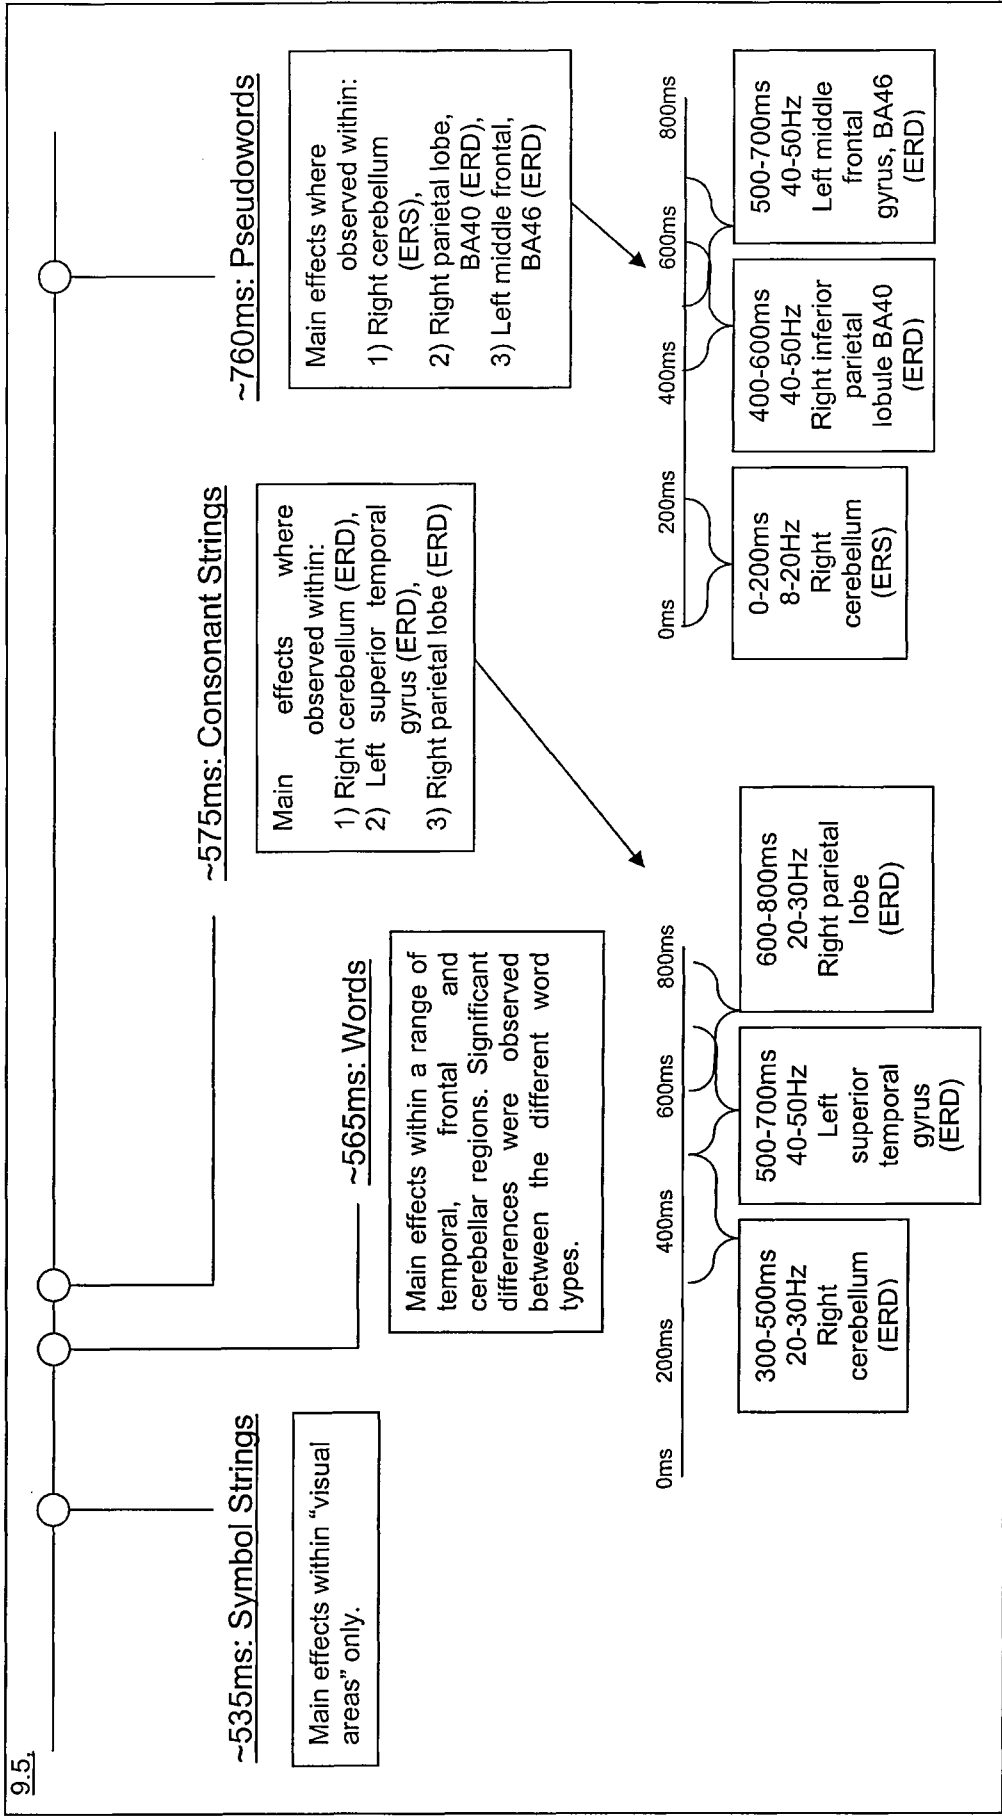 9.5.
~535ms: Symbol Strings
Main effects within “visual
areas” only.
~565ms: Words
Main effects within a range of
temporal, frontal and
cerebellar regions. Significant
differences were observed
between the different word
types.
~575ms: Consonant Strings
Main effects where
observed within:
1) Right cerebellum (ERD),
2) Left superior temporal
gyrus (ERD),
3) Right parietal lobe (ERD)
0ms 200ms 400ms 600ms 800ms
300-500ms
20-30Hz
Right
cerebellum
(ERD)
500-700ms
40-50Hz
Left
superior
temporal
gyrus
(ERD)
600-800ms
20-30Hz
Right parietal
lobe
(ERD)
~760ms: Pseudowords
Main effects where
observed within:
1) Right cerebellum
(ERS),
2) Right parietal lobe,
BA40 (ERD),
3) Left middle frontal,
BA46 (ERD)
0ms 200ms 400ms 600ms 800ms
0-200ms
8-20Hz
Right
cerebellum
(ERS)
400-600ms
40-50Hz
Right inferior
parietal
lobule BA40
(ERD)
500-700ms
40-50Hz
Left middle
frontal
gyrus, BA46
(ERD)